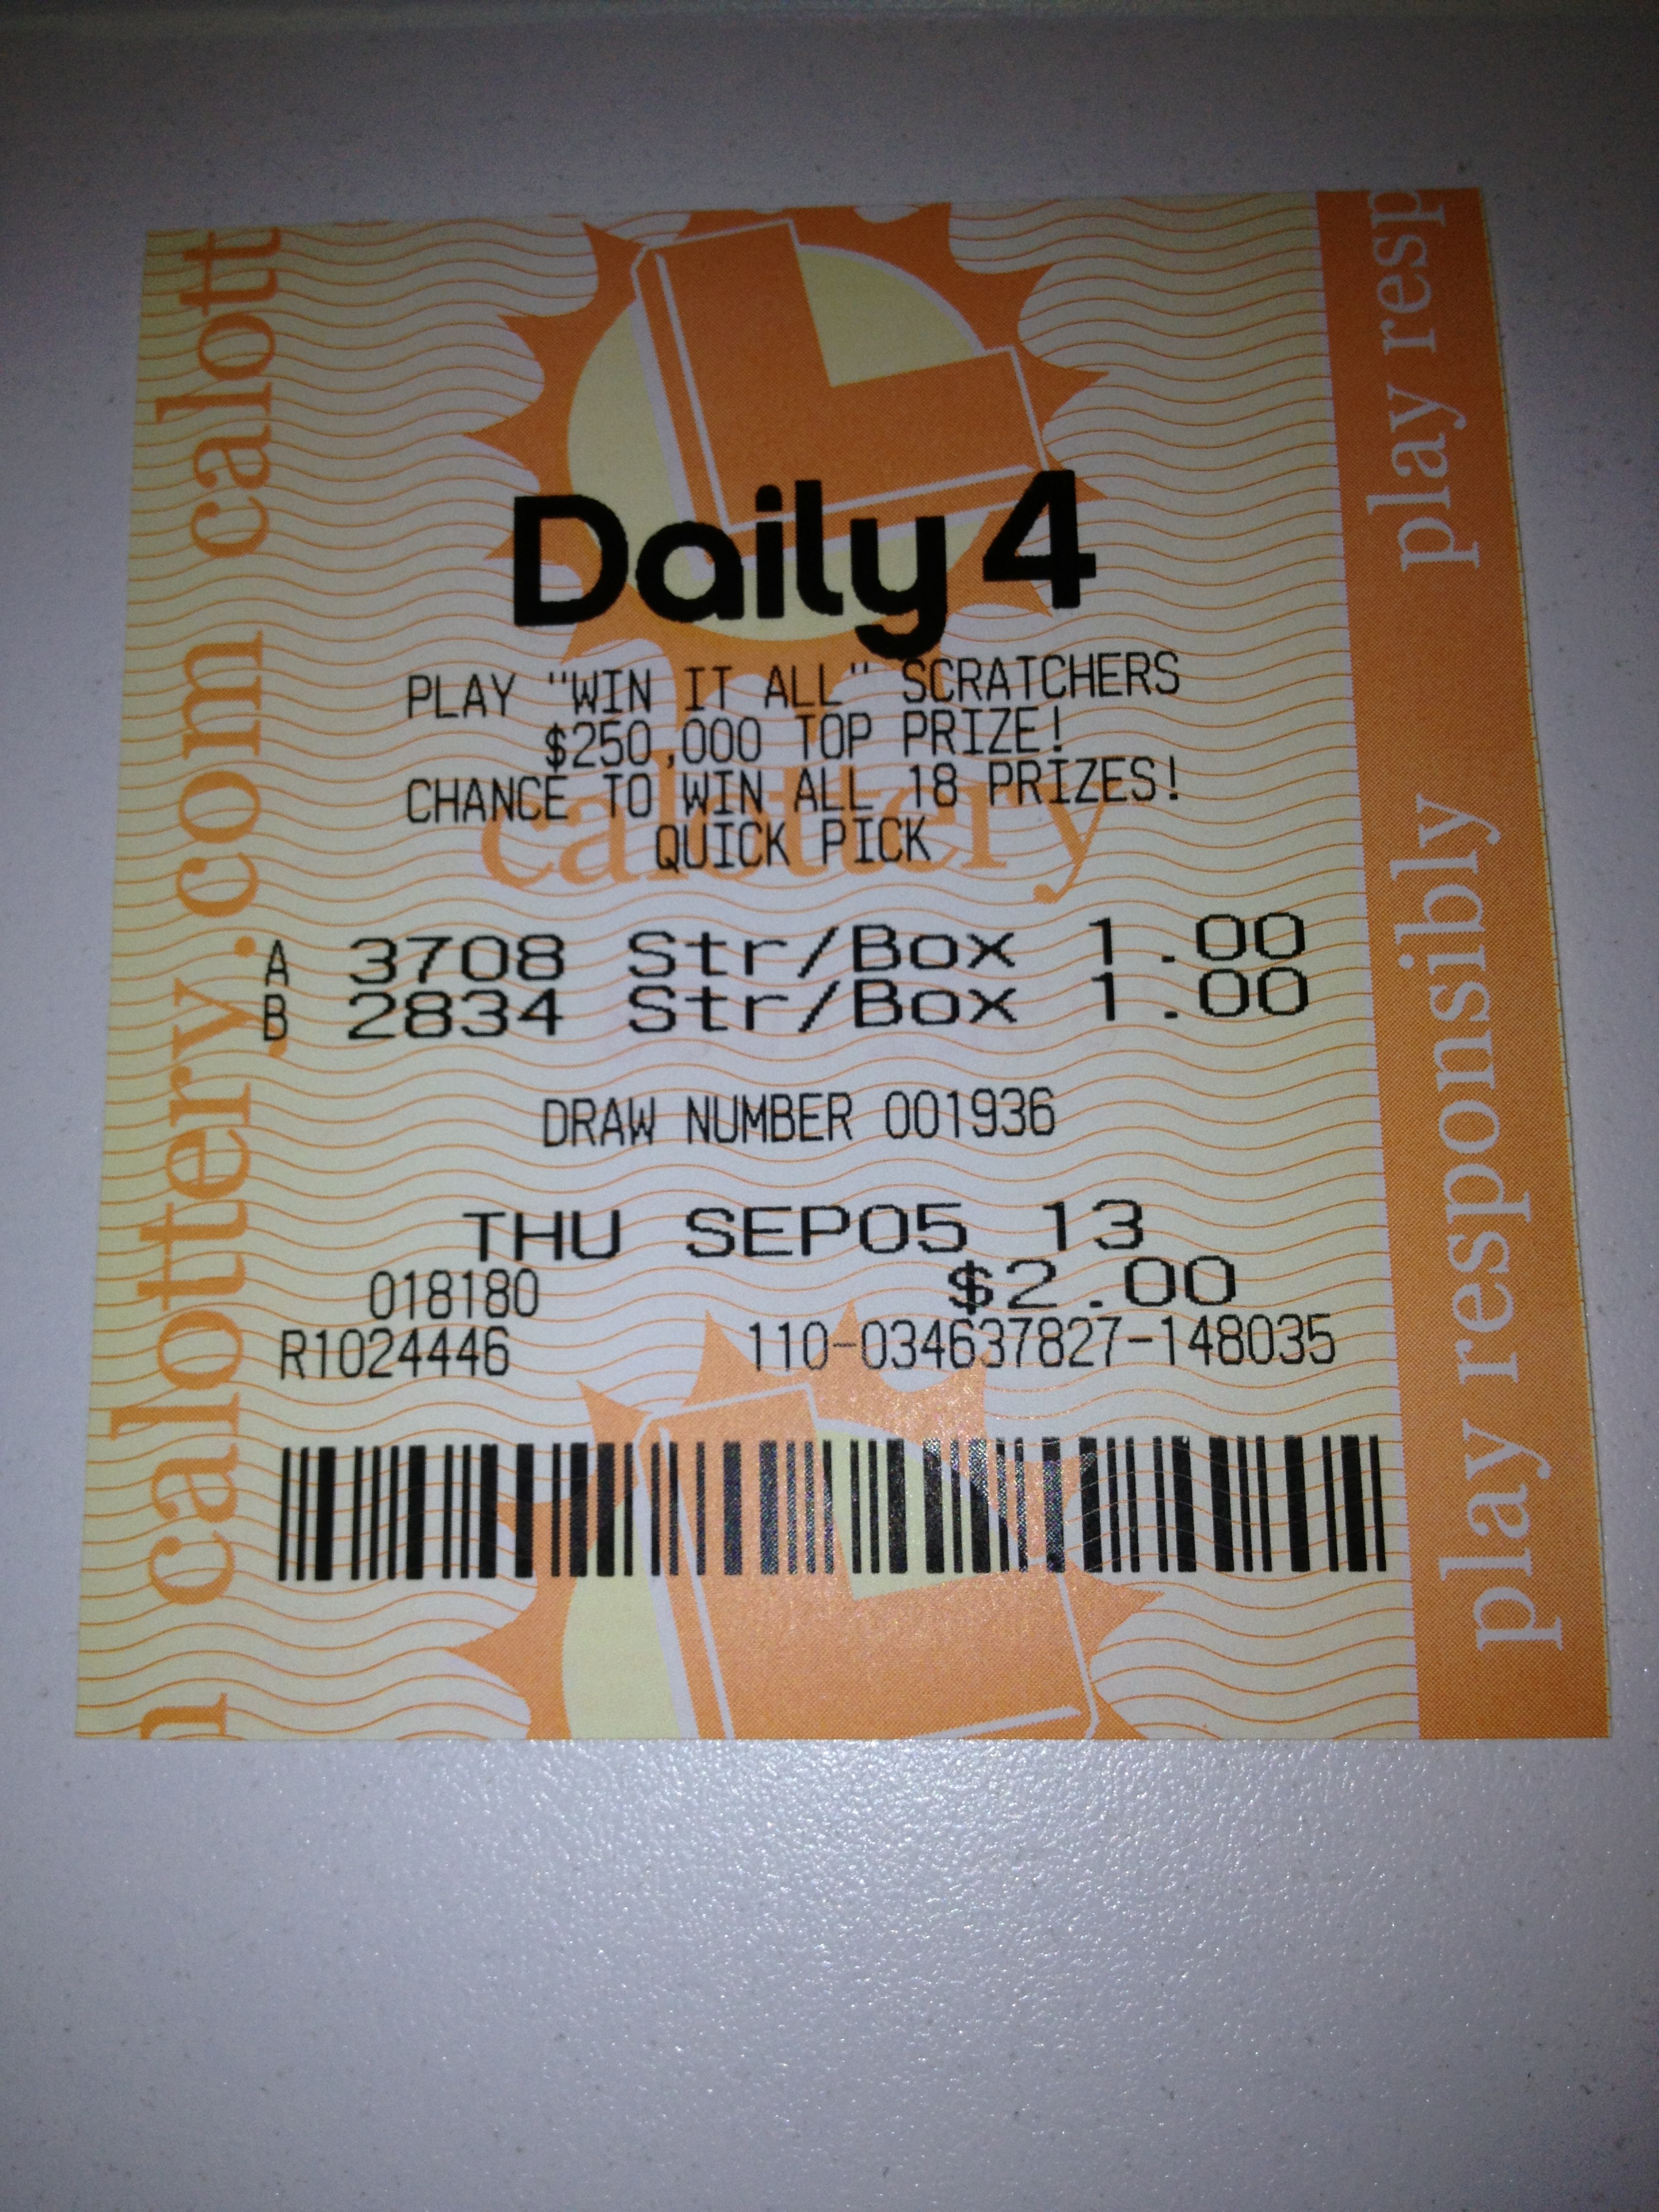 Daily 4
PLAY "WIN IT ALL" SCRATCHERS
$250,000 TOP PRIZE!
CHANCE TO WIN ALL 18 PRIZES!
QUICK PICK
calottery
A 3708 Str/Box 1.00
B 2834 Str/Box 1.00
DRAW NUMBER 001936
THU SEP05 13
018180 $2.00
R1024446 110-034637827-148035
m calottery.com calott
play responsibly play resp